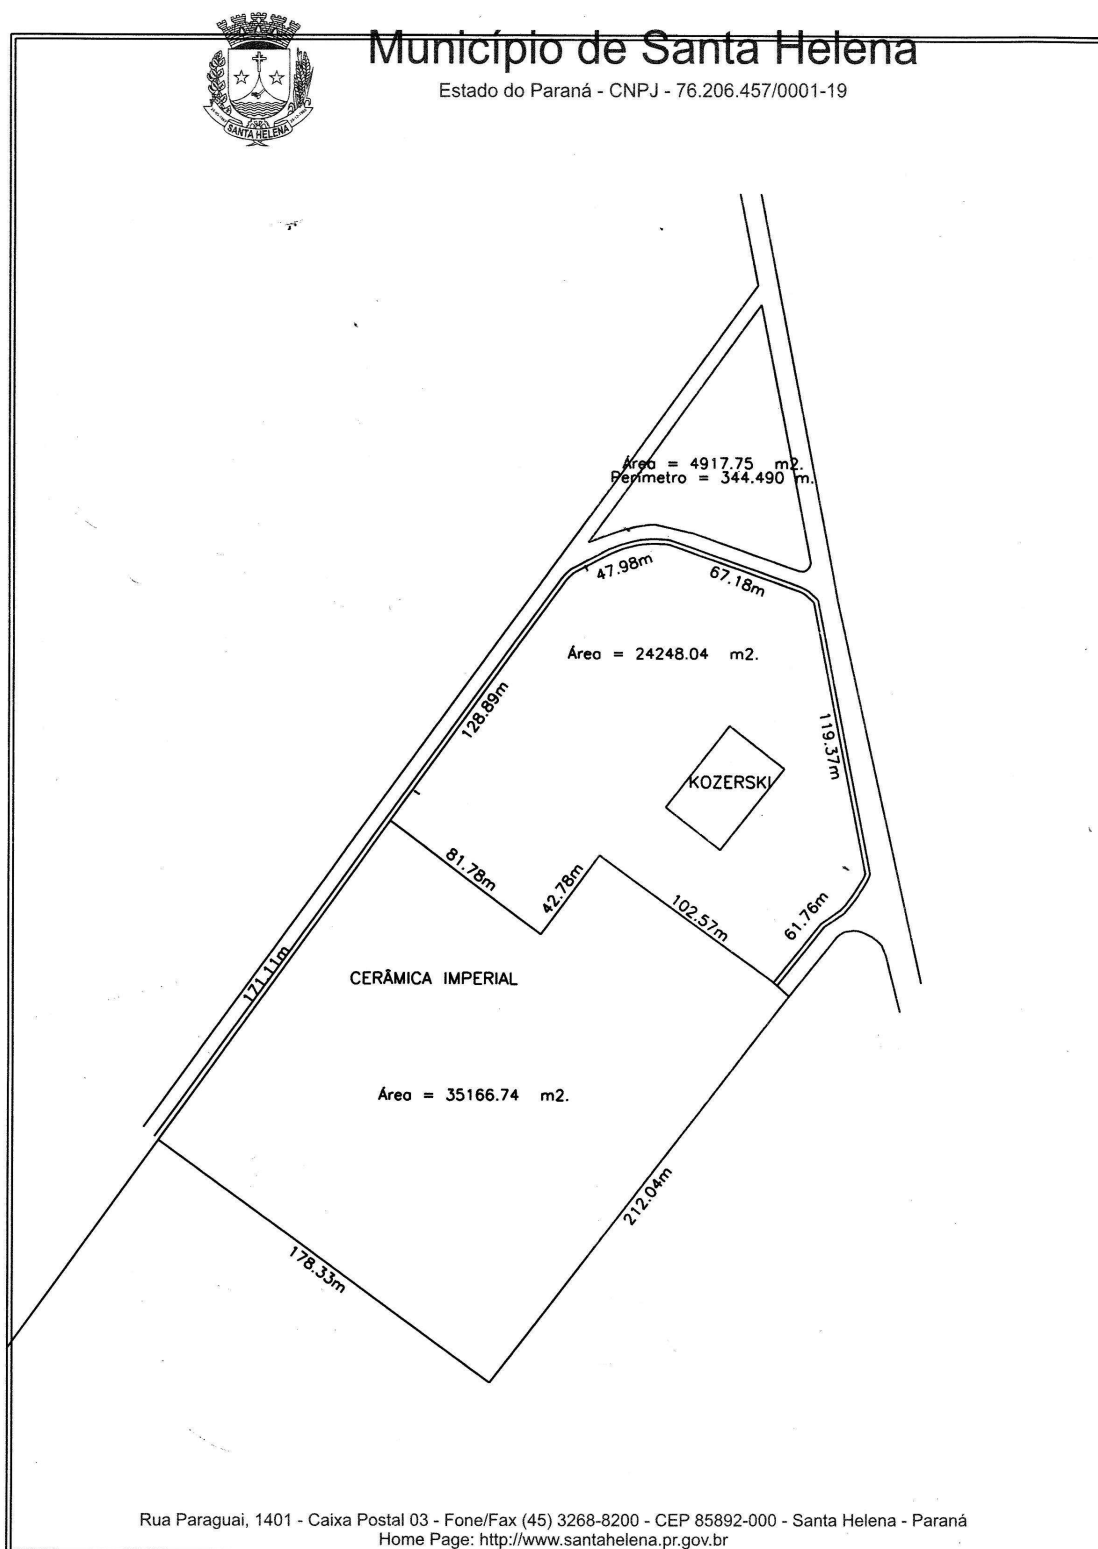 Município de Santa Helena
Estado do Paraná - CNPJ - 76.206.457/0001-19
SANTA HELENA
Área = 4917.75 m2.
Perímetro = 344.490 m.
47.98m
67.18m
Área = 24248.04 m2.
128.89m
119.37m
KOZERSKI
81.78m
42.78m
102.57m
61.76m
171.11m
CERÂMICA IMPERIAL
Área = 35166.74 m2.
212.04m
178.33m
Rua Paraguai, 1401 - Caixa Postal 03 - Fone/Fax (45) 3268-8200 - CEP 85892-000 - Santa Helena - Paraná
Home Page: http://www.santahelena.pr.gov.br